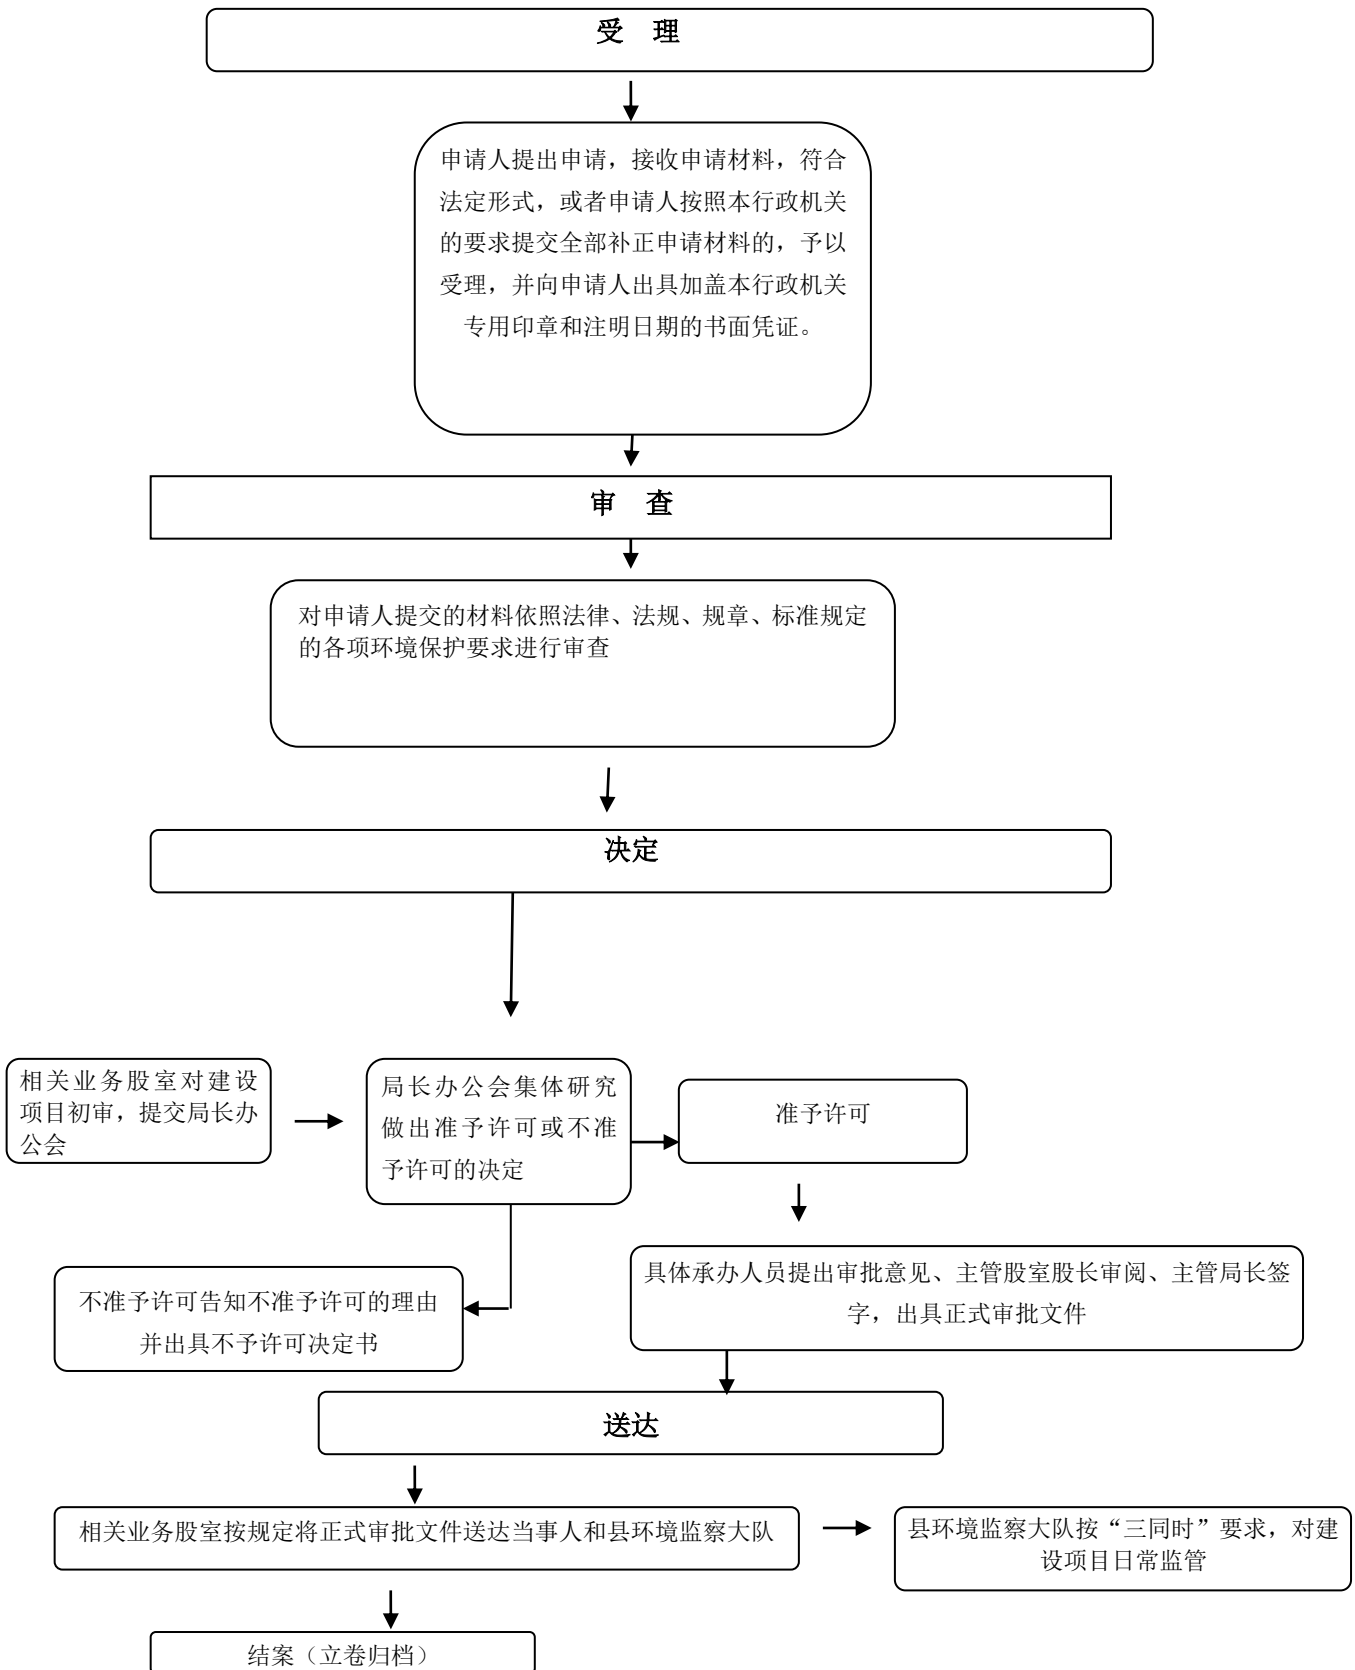 受 理
申请人提出申请，接收申请材料，符合
法定形式，或者申请人按照本行政机关
的要求提交全部补正申请材料的，予以
受理，并向申请人出具加盖本行政机关
专用印章和注明日期的书面凭证。
审 查
对申请人提交的材料依照法律、法规、规章、标准规定
的各项环境保护要求进行审查
决定
相关业务股室对建设
项目初审，提交局长办
公会
局长办公会集体研究
做出准予许可或不准
予许可的决定
准予许可
不准予许可告知不准予许可的理由
并出具不予许可决定书
具体承办人员提出审批意见、主管股室股长审阅、主管局长签
字，出具正式审批文件
送达
相关业务股室按规定将正式审批文件送达当事人和县环境监察大队
县环境监察大队按“三同时”要求，对建
设项目日常监管
结案（立卷归档）